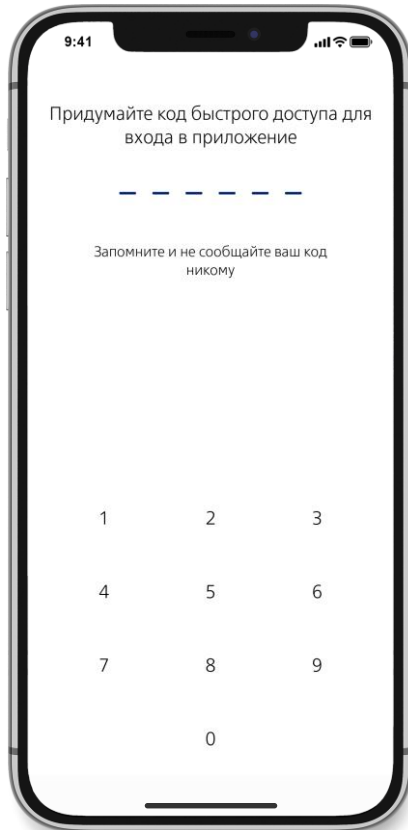 9:41
Придумайте код быстрого доступа для
входа в приложение
Запомните и не сообщайте ваш код
никому
1 2 3
4 5 6
7 8 9
0